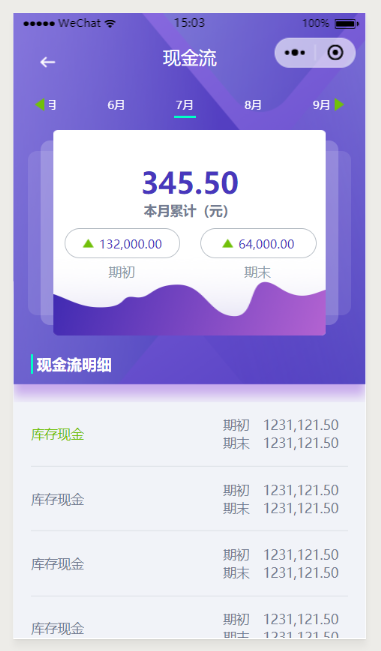 WeChat 15:03 100%
现金流
6月 7月 8月 9月
345.50
本月累计（元）
132,000.00 64,000.00
期初 期末
现金流明细
库存现金 期初 1231,121.50
期末 1231,121.50
库存现金 期初 1231,121.50
期末 1231,121.50
库存现金 期初 1231,121.50
期末 1231,121.50
库存现金 期初 1231,121.50
期末 1231,121.50